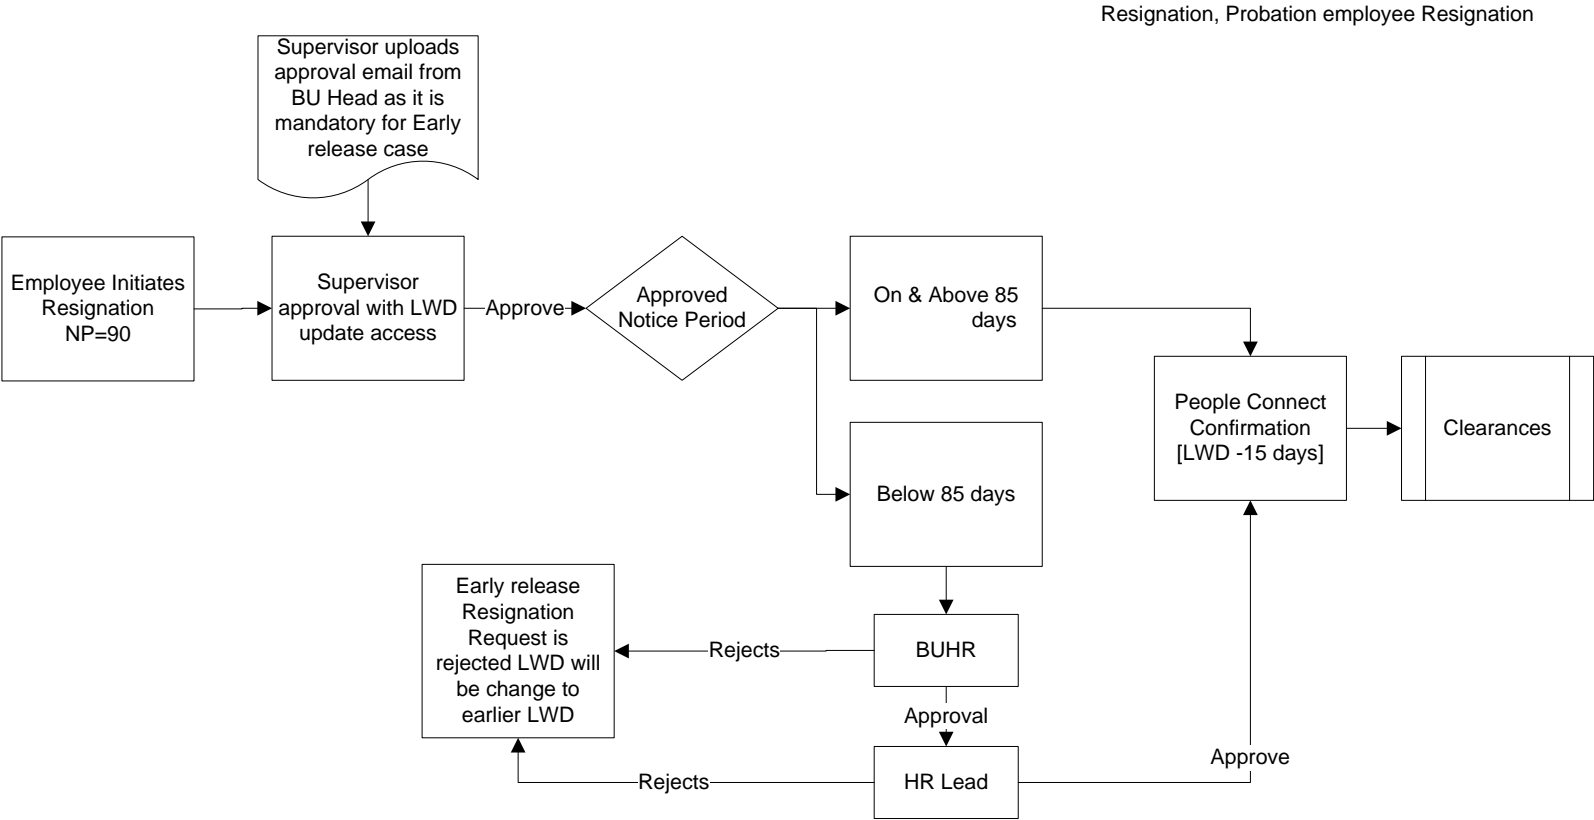 Resignation, Probation employee Resignation
Supervisor uploads
approval email from
BU Head as it is
mandatory for Early
release case
Employee Initiates
Resignation
NP=90
Supervisor
approval with LWD
update access
Approve
Approved
Notice Period
On & Above 85
days
People Connect
Confirmation
[LWD -15 days]
Clearances
Below 85 days
Early release
Resignation
Request is
rejected LWD will
be change to
earlier LWD
Rejects
BUHR
Approval
Rejects
HR Lead
Approve